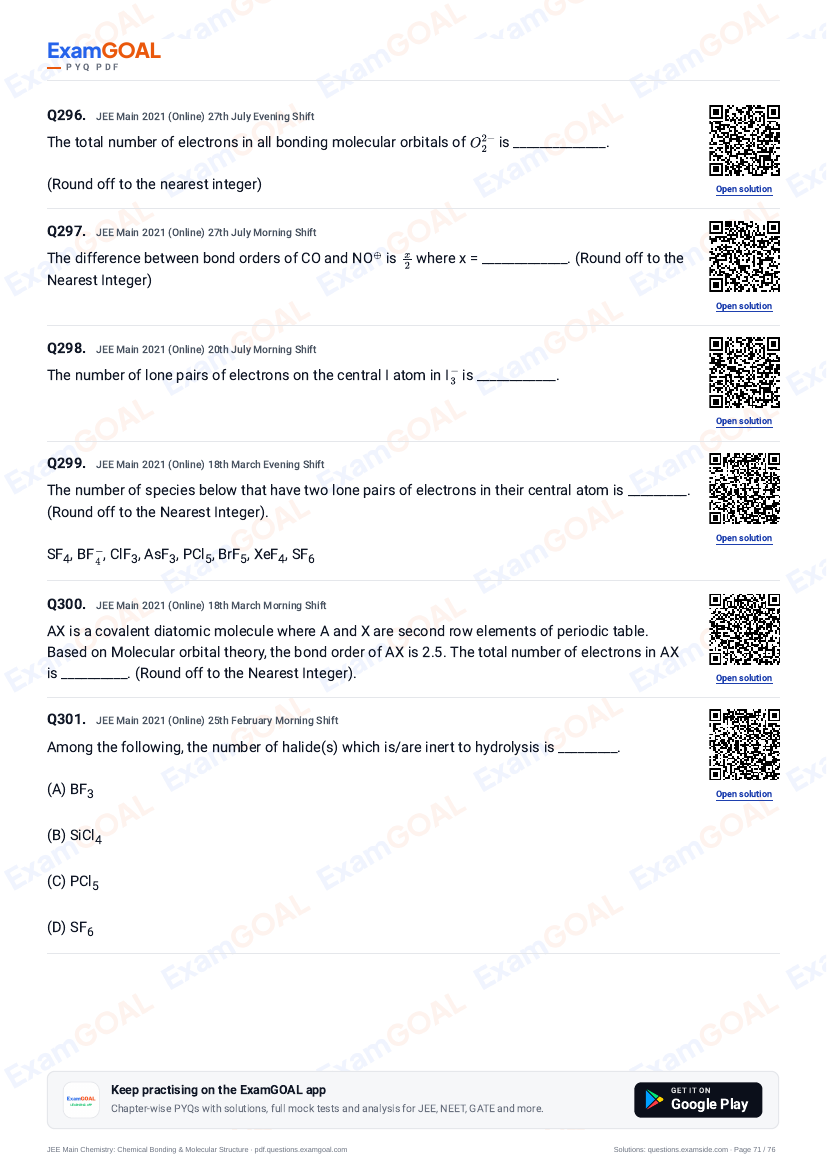 ExamGOAL
PYQ PDF
Q296. JEE Main 2021 (Online) 27th July Evening Shift
The total number of electrons in all bonding molecular orbitals of O₂²⁻ is ______________.
(Round off to the nearest integer)
Open solution
Q297. JEE Main 2021 (Online) 27th July Morning Shift
The difference between bond orders of CO and NO⊕ is x/2 where x = _____________. (Round off to the
Nearest Integer)
Open solution
Q298. JEE Main 2021 (Online) 20th July Morning Shift
The number of lone pairs of electrons on the central I atom in I₃⁻ is ____________.
Open solution
Q299. JEE Main 2021 (Online) 18th March Evening Shift
The number of species below that have two lone pairs of electrons in their central atom is _________.
(Round off to the Nearest Integer).
SF₄, BF₄⁻, ClF₃, AsF₃, PCl₅, BrF₅, XeF₄, SF₆
Open solution
Q300. JEE Main 2021 (Online) 18th March Morning Shift
AX is a covalent diatomic molecule where A and X are second row elements of periodic table.
Based on Molecular orbital theory, the bond order of AX is 2.5. The total number of electrons in AX
is __________. (Round off to the Nearest Integer).
Open solution
Q301. JEE Main 2021 (Online) 25th February Morning Shift
Among the following, the number of halide(s) which is/are inert to hydrolysis is _________.
Open solution
(A) BF₃
(B) SiCl₄
(C) PCl₅
(D) SF₆
Keep practising on the ExamGOAL app
Chapter-wise PYQs with solutions, full mock tests and analysis for JEE, NEET, GATE and more.
GET IT ON
Google Play
JEE Main Chemistry: Chemical Bonding & Molecular Structure · pdf.questions.examgoal.com
Solutions: questions.examside.com · Page 71 / 76